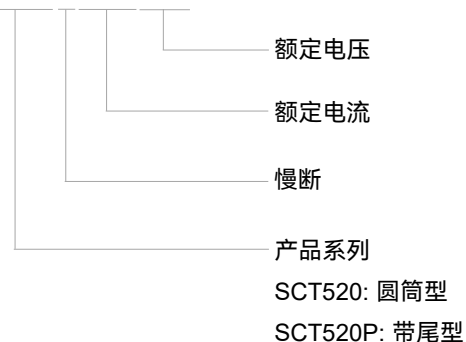 额定电压
额定电流
慢断
产品系列
SCT520: 圆筒型
SCT520P: 带尾型